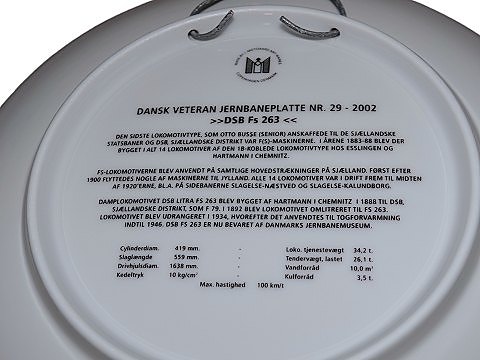 DANSK VETERAN JERNBANEPLATTE NR. 29 - 2002
>>DSB Fs 263 <<
DEN SIDSTE LOKOMOTIVTYPE, SOM OTTO BUSSE (SENIOR) ANSKAFFEDE TIL DE SJÆLLANDSKE
STATSBANER OG DSB, SJÆLLANDSKE DISTRIKT VAR F(S)-MASKINERNE. I ÅRENE 1883-88 BLEV DER
BYGGET I ALT 14 LOKOMOTIVER AF DEN 1B-KOBLEDE LOKOMOTIVTYPE HOS ESSLINGEN OG
HARTMANN I CHEMNITZ.
FS-LOKOMOTIVERNE BLEV ANVENDT PÅ SAMTLIGE HOVEDSTRÆKNINGER PÅ SJÆLLAND. FØRST EFTER
1900 FLYTTEDES NOGLE AF MASKINERNE TIL JYLLAND. ALLE 14 LOKOMOTIVER VAR I DRIFT FREM TIL MIDTEN
AF 1920'ERNE, BL.A. PÅ SIDEBANERNE SLAGELSE-NÆSTVED OG SLAGELSE-KALUNDBORG.
DAMPLOKOMOTIVET DSB LITRA FS 263 BLEV BYGGET AF HARTMANN I CHEMNITZ I 1888 TIL DSB,
SJÆLLANDSKE DISTRIKT, SOM F 79. I 1892 BLEV LOKOMOTIVET OMLITRERET TIL FS 263.
LOKOMOTIVET BLEV UDRANGERET I 1934, HVOREFTER DET ANVENDTES TIL TOGFORVARMNING
INDTIL 1946. DSB FS 263 ER NU BEVARET AF DANMARKS JERNBANEMUSEUM.
Cylinderdiam. 419 mm. - Loko. tjenestevægt 34,2 t.
Slaglængde 559 mm. - Tendervægt, lastet 26,1 t.
Drivhjulsdiam. 1638 mm. - Vandforråd 10,0 m³
Kedeltryk 10 kg/cm² - Kulforråd 3,5 t.
Max. hastighed 100 km/t